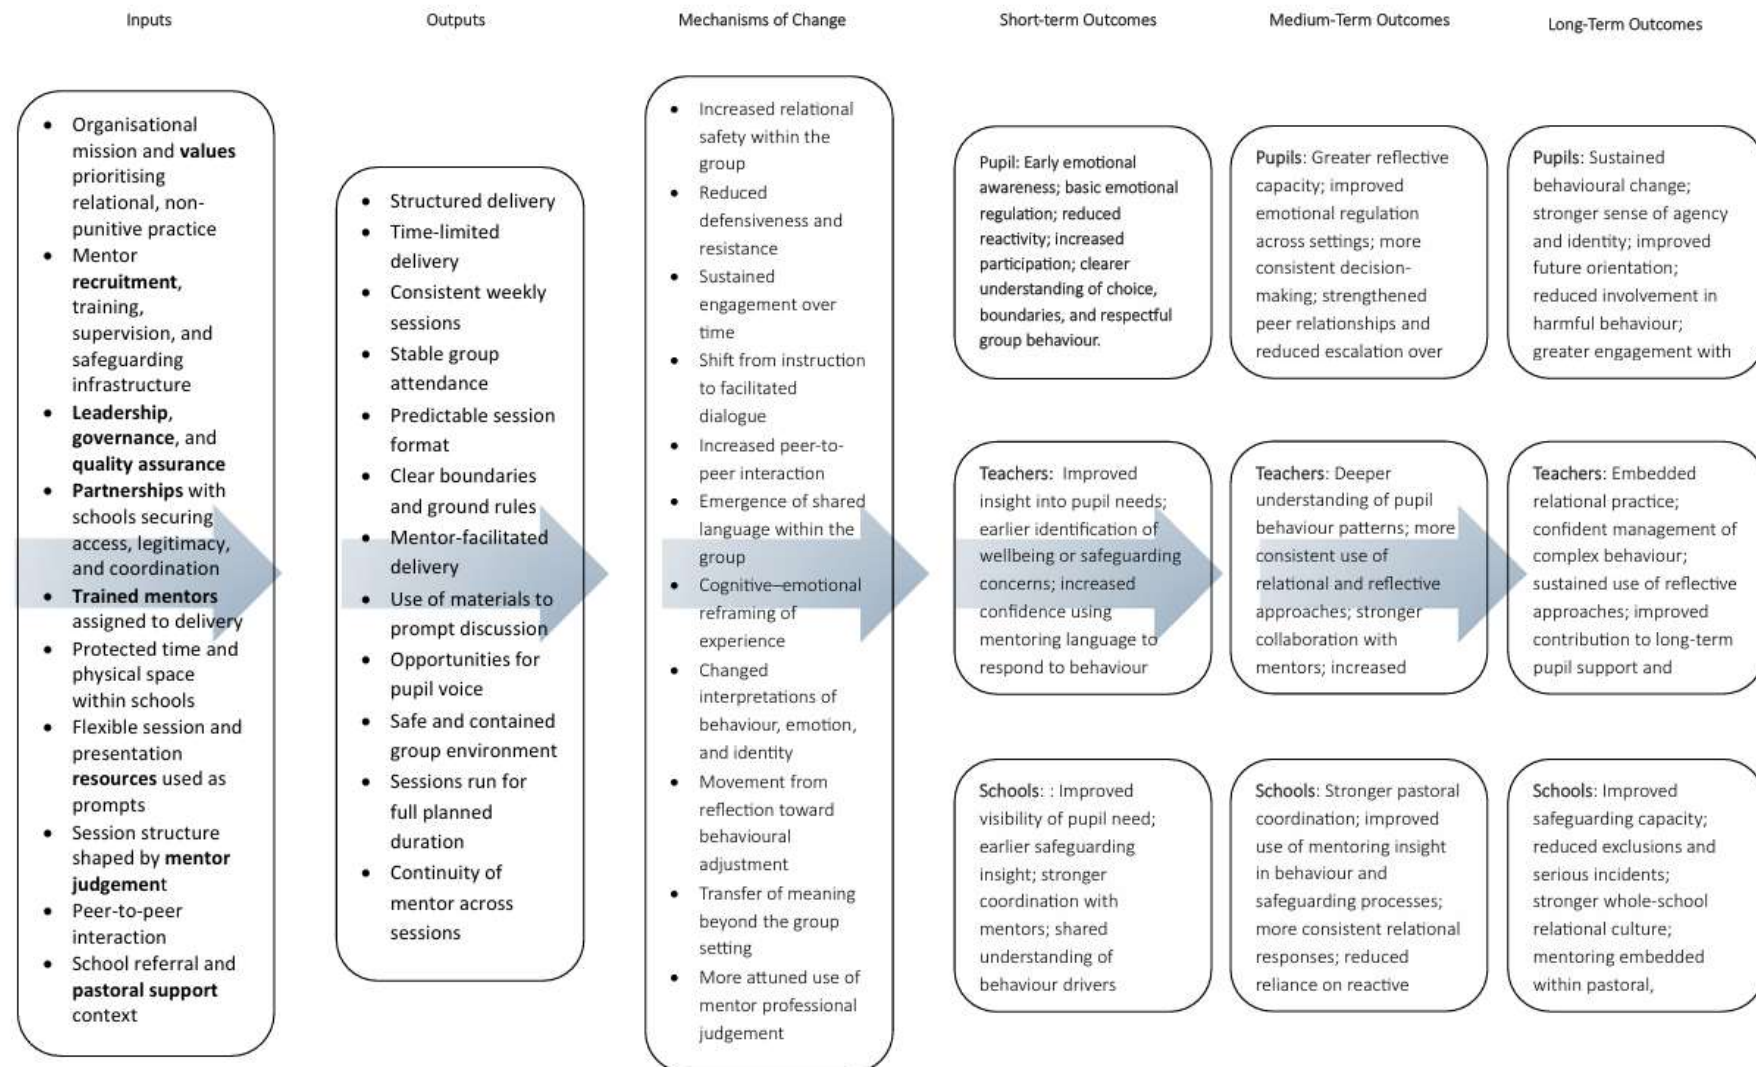 Inputs
Outputs
Mechanisms of Change
Short-term Outcomes
Medium-Term Outcomes
Long-Term Outcomes
• Organisational
mission and values
prioritising
relational, non-
punitive practice
• Mentor
recruitment,
training,
supervision, and
safeguarding
infrastructure
• Leadership,
governance, and
quality assurance
• Partnerships with
schools securing
access, legitimacy,
and coordination
• Trained mentors
assigned to delivery
• Protected time and
physical space
within schools
• Flexible session and
presentation
resources used as
prompts
• Session structure
shaped by mentor
judgement
• Peer-to-peer
interaction
• School referral and
pastoral support
context
• Structured delivery
• Time-limited
delivery
• Consistent weekly
sessions
• Stable group
attendance
• Predictable session
format
• Clear boundaries
and ground rules
• Mentor-facilitated
delivery
• Use of materials to
prompt discussion
• Opportunities for
pupil voice
• Safe and contained
group environment
• Sessions run for
full planned
duration
• Continuity of
mentor across
sessions
• Increased relational
safety within the
group
• Reduced
defensiveness and
resistance
• Sustained
engagement over
time
• Shift from instruction
to facilitated
dialogue
• Increased peer-to-
peer interaction
• Emergence of shared
language within the
group
• Cognitive–emotional
reframing of
experience
• Changed
interpretations of
behaviour, emotion,
and identity
• Movement from
reflection toward
behavioural
adjustment
• Transfer of meaning
beyond the group
setting
• More attuned use of
mentor professional
judgement
Pupil: Early emotional
awareness; basic emotional
regulation; reduced
reactivity; increased
participation; clearer
understanding of choice,
boundaries, and respectful
group behaviour.
Teachers: Improved
insight into pupil needs;
earlier identification of
wellbeing or safeguarding
concerns; increased
confidence using
mentoring language to
respond to behaviour
Schools: : Improved
visibility of pupil need;
earlier safeguarding
insight; stronger
coordination with
mentors; shared
understanding of
behaviour drivers
Pupils: Greater reflective
capacity; improved
emotional regulation
across settings; more
consistent decision-
making; strengthened
peer relationships and
reduced escalation over
Teachers: Deeper
understanding of pupil
behaviour patterns; more
consistent use of
relational and reflective
approaches; stronger
collaboration with
mentors; increased
Schools: Stronger pastoral
coordination; improved
use of mentoring insight
in behaviour and
safeguarding processes;
more consistent relational
responses; reduced
reliance on reactive
Pupils: Sustained
behavioural change;
stronger sense of agency
and identity; improved
future orientation;
reduced involvement in
harmful behaviour;
greater engagement with
Teachers: Embedded
relational practice;
confident management of
complex behaviour;
sustained use of reflective
approaches; improved
contribution to long-term
pupil support and
Schools: Improved
safeguarding capacity;
reduced exclusions and
serious incidents;
stronger whole-school
relational culture;
mentoring embedded
within pastoral,